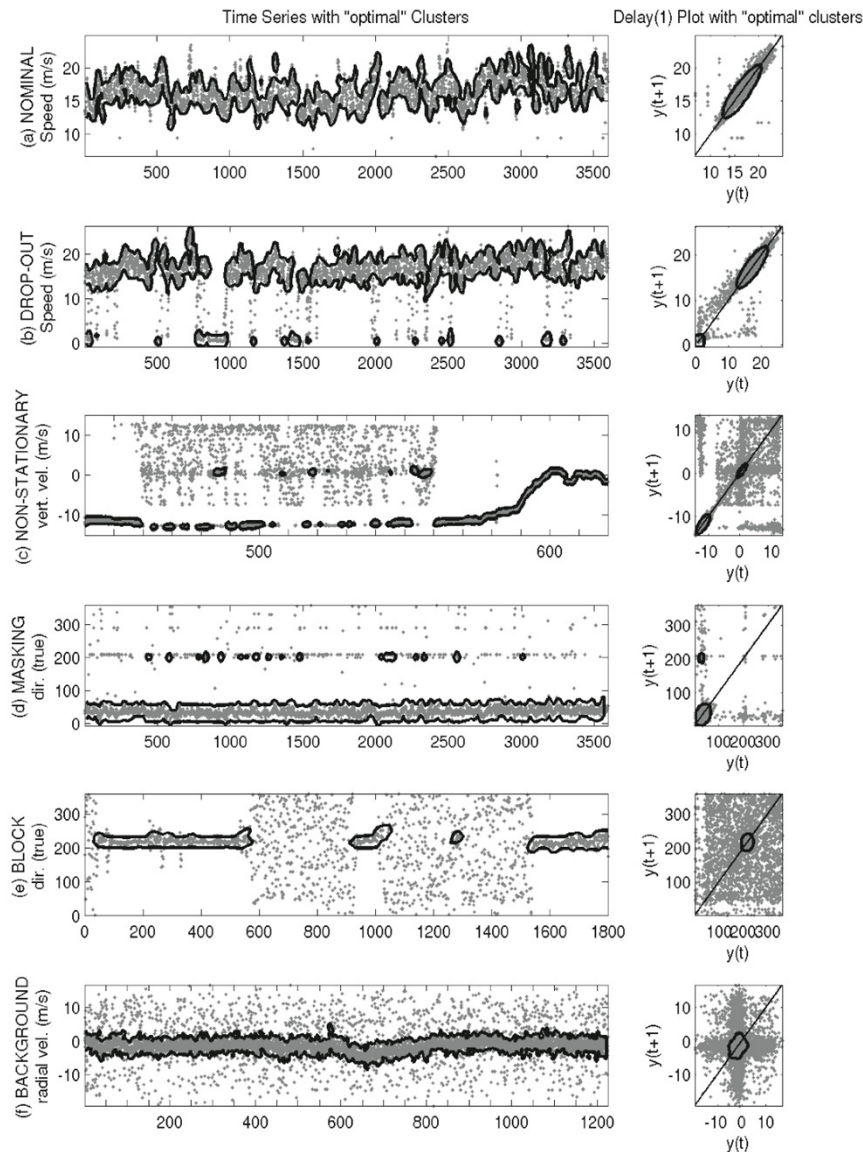 Time Series with "optimal" Clusters
Delay(1) Plot with "optimal" clusters
(a) NOMINAL
Speed (m/s)
20
15
10
500 1000 1500 2000 2500 3000 3500
y(t+1)
20
15
10
10 15 20
y(t)
(b) DROP-OUT
Speed (m/s)
20
10
0
500 1000 1500 2000 2500 3000 3500
y(t+1)
20
10
0
0 10 20
y(t)
(c) NON-STATIONARY
vert. vel. (m/s)
10
0
-10
500 600
y(t+1)
10
0
-10
-10 0 10
y(t)
(d) MASKING
dir. (true)
300
200
100
0
500 1000 1500 2000 2500 3000 3500
y(t+1)
300
200
100
100 200 300
y(t)
(e) BLOCK
dir. (true)
300
200
100
0
0 200 400 600 800 1000 1200 1400 1600 1800
y(t+1)
300
200
100
100 200 300
y(t)
(f) BACKGROUND
radial vel. (m/s)
10
0
-10
200 400 600 800 1000 1200
y(t+1)
10
0
-10
-10 0 10
y(t)